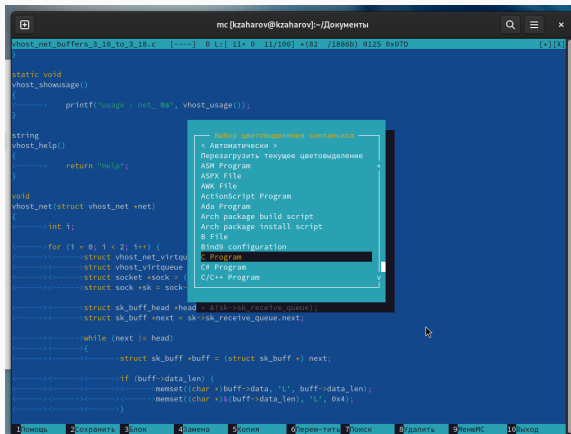 mc [kzaharov@kzaharov]:~/Документы
vhost_net_buffers_3_10_to_3_18.c [----] 0 L:[ 11+ 0 11/100] *(82 /1886b) 0125 0x07D [*][X]
}
static void
vhost_showusage()
{
<------>printf("usage : net_ %s", vhost_usage());
}
string
vhost_help()
{
<------>return "Help";
}
void
vhost_net(struct vhost_net *net)
{
<------>int i;
<------>for (i = 0; i < 2; i++) {
<------><------>struct vhost_net_virtqu
<------><------>struct vhost_virtqueue
<------><------>struct socket *sock = (
<------><------>struct sock *sk = sock-
<------><------>struct sk_buff_head *head = &(sk->sk_receive_queue);
<------><------>struct sk_buff *next = sk->sk_receive_queue.next;
<------><------>while (next != head)
<------><------>{
<------><------><------>struct sk_buff *buff = (struct sk_buff *) next;
<------><------><------>if (buff->data_len) {
<------><------><------><------>memset((char *)buff->data, 'L', buff->data_len);
<------><------><------><------>memset((char *)&(buff->data_len), 'L', 0x4);
<------><------><------>}
Выбор цветовыделения синтаксиса
< Автоматически >
Перезагрузить текущее цветовыделение
ASM Program
ASPX File
AWK File
ActionScript Program
Ada Program
Arch package build script
Arch package install script
B File
Bind9 configuration
C Program
C# Program
C/C++ Program
1Помощь 2Сохранить 3Блок 4Замена 5Копия 6Перем~тить 7Поиск 8Удалить 9МенюMC 10Выход